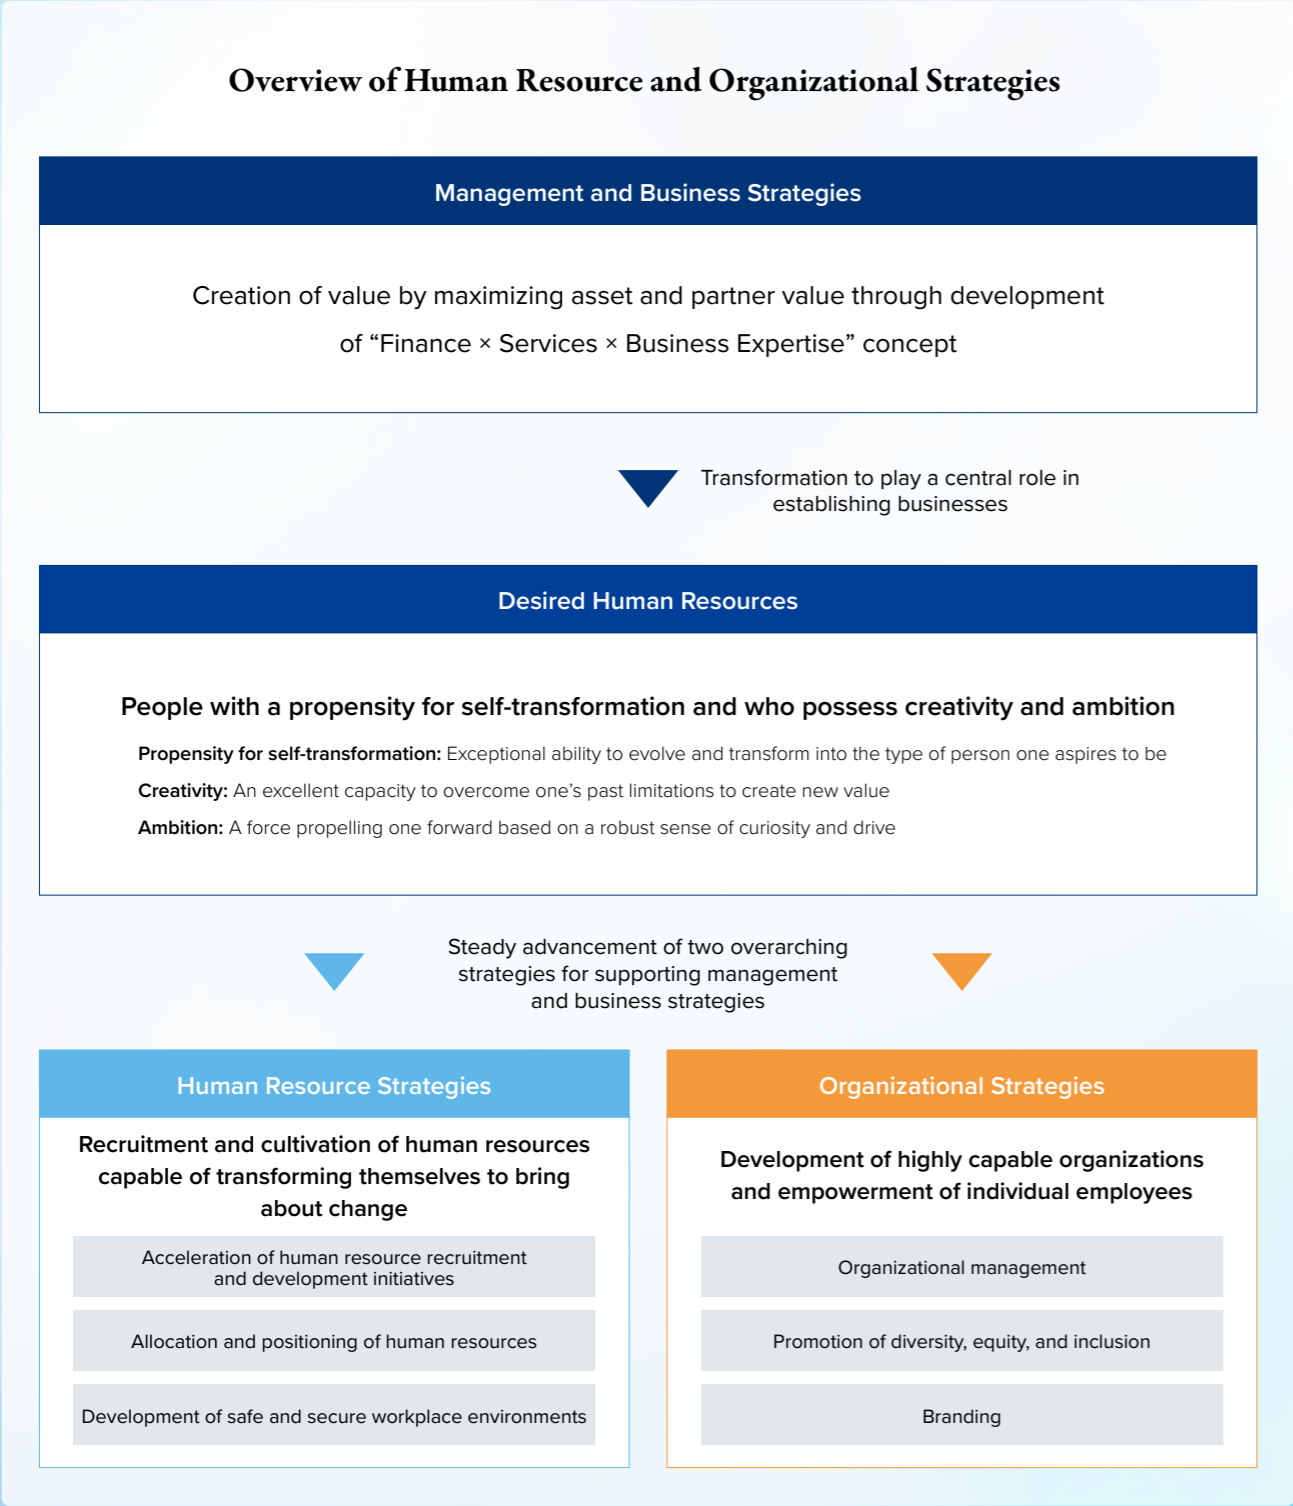 Overview of Human Resource and Organizational Strategies
Management and Business Strategies
Creation of value by maximizing asset and partner value through development
of “Finance × Services × Business Expertise” concept
Transformation to play a central role in
establishing businesses
Desired Human Resources
People with a propensity for self-transformation and who possess creativity and ambition
Propensity for self-transformation: Exceptional ability to evolve and transform into the type of person one aspires to be
Creativity: An excellent capacity to overcome one’s past limitations to create new value
Ambition: A force propelling one forward based on a robust sense of curiosity and drive
Steady advancement of two overarching
strategies for supporting management
and business strategies
Human Resource Strategies
Recruitment and cultivation of human resources
capable of transforming themselves to bring
about change
Acceleration of human resource recruitment
and development initiatives
Allocation and positioning of human resources
Development of safe and secure workplace environments
Organizational Strategies
Development of highly capable organizations
and empowerment of individual employees
Organizational management
Promotion of diversity, equity, and inclusion
Branding